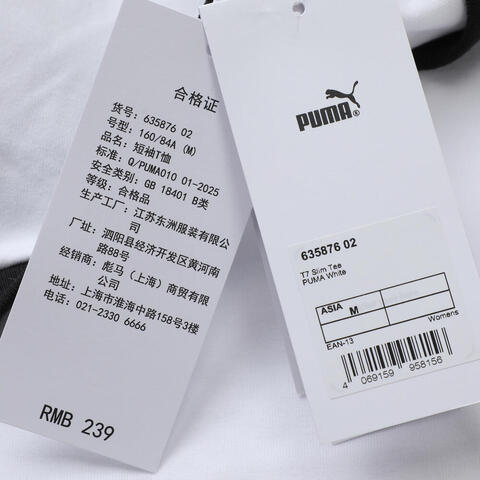 合格证
货号: 635876 02
号型: 160/84A (M)
品名: 短袖T恤
标准: Q/PUMA010 01-2025
安全类别: GB 18401 B类
等级: 合格品
生产工厂: 江苏东洲服装有限公
司
厂址: 泗阳县经济开发区黄河南
路88号
经销商: 彪马(上海)商贸有限
公司
地址: 上海市淮海中路158号3楼
电话: 021-2330 6666
RMB 239
PUMA®
635876 02
T7 Slim Tee
PUMA White
ASIA
M
Womens
EAN-13
4 069159 958156